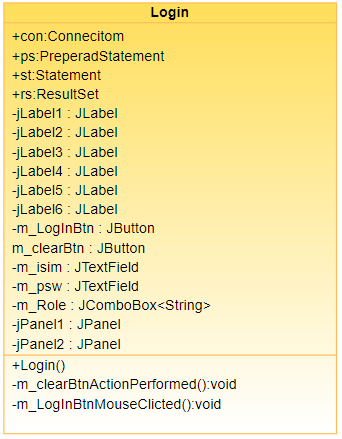 Login
+con:Connecitom
+ps:PreperadStatement
+st:Statement
+rs:ResultSet
-jLabel1 : JLabel
-jLabel2 : JLabel
-jLabel3 : JLabel
-jLabel4 : JLabel
-jLabel5 : JLabel
-jLabel6 : JLabel
-m_LogInBtn : JButton
m_clearBtn : JButton
-m_isim : JTextField
-m_psw : JTextField
-m_Role : JComboBox<String>
-jPanel1 : JPanel
-jPanel2 : JPanel
+Login()
-m_clearBtnActionPerformed():void
-m_LogInBtnMouseClicted():void